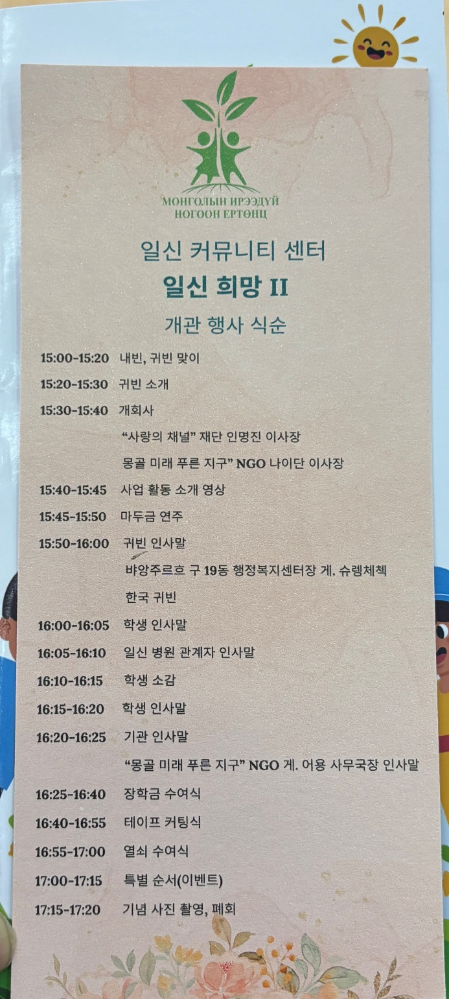 МОНГОЛЫН ИРЭЭДҮЙ
НОГООН ЕРТӨНЦ
일신 커뮤니티 센터
일신 희망 II
개관 행사 식순
15:00-15:20 내빈, 귀빈 맞이
15:20-15:30 귀빈 소개
15:30-15:40 개회사
“사랑의 채널” 재단 인명진 이사장
몽골 미래 푸른 지구” NGO 나이단 이사장
15:40-15:45 사업 활동 소개 영상
15:45-15:50 마두금 연주
15:50-16:00 귀빈 인사말
뱌앙주르흐 구 19동 행정복지센터장 게. 슈렝체첵
한국 귀빈
16:00-16:05 학생 인사말
16:05-16:10 일신 병원 관계자 인사말
16:10-16:15 학생 소감
16:15-16:20 학생 인사말
16:20-16:25 기관 인사말
“몽골 미래 푸른 지구” NGO 게. 어용 사무국장 인사말
16:25-16:40 장학금 수여식
16:40-16:55 테이프 커팅식
16:55-17:00 열쇠 수여식
17:00-17:15 특별 순서(이벤트)
17:15-17:20 기념 사진 촬영, 폐회